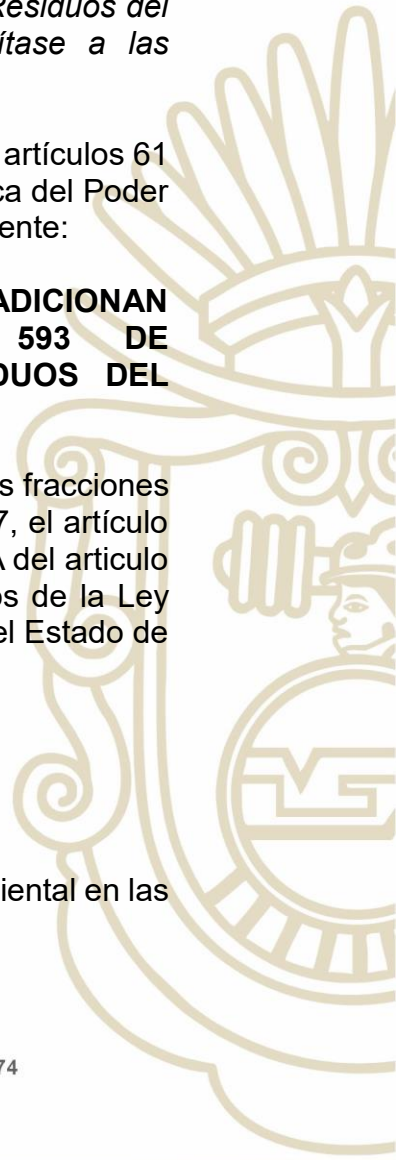 Residuos del
ítase a las
artículos 61
ca del Poder
ente:
ADICIONAN
593 DE
DUOS DEL
s fracciones
7, el artículo
A del articulo
os de la Ley
el Estado de
iental en las
74